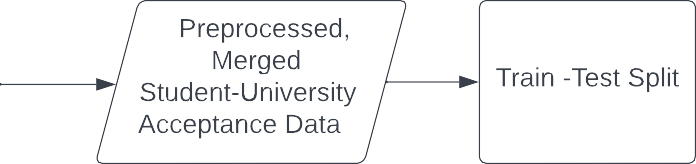 Preprocessed,
Merged
Student-University
Acceptance Data
Train -Test Split